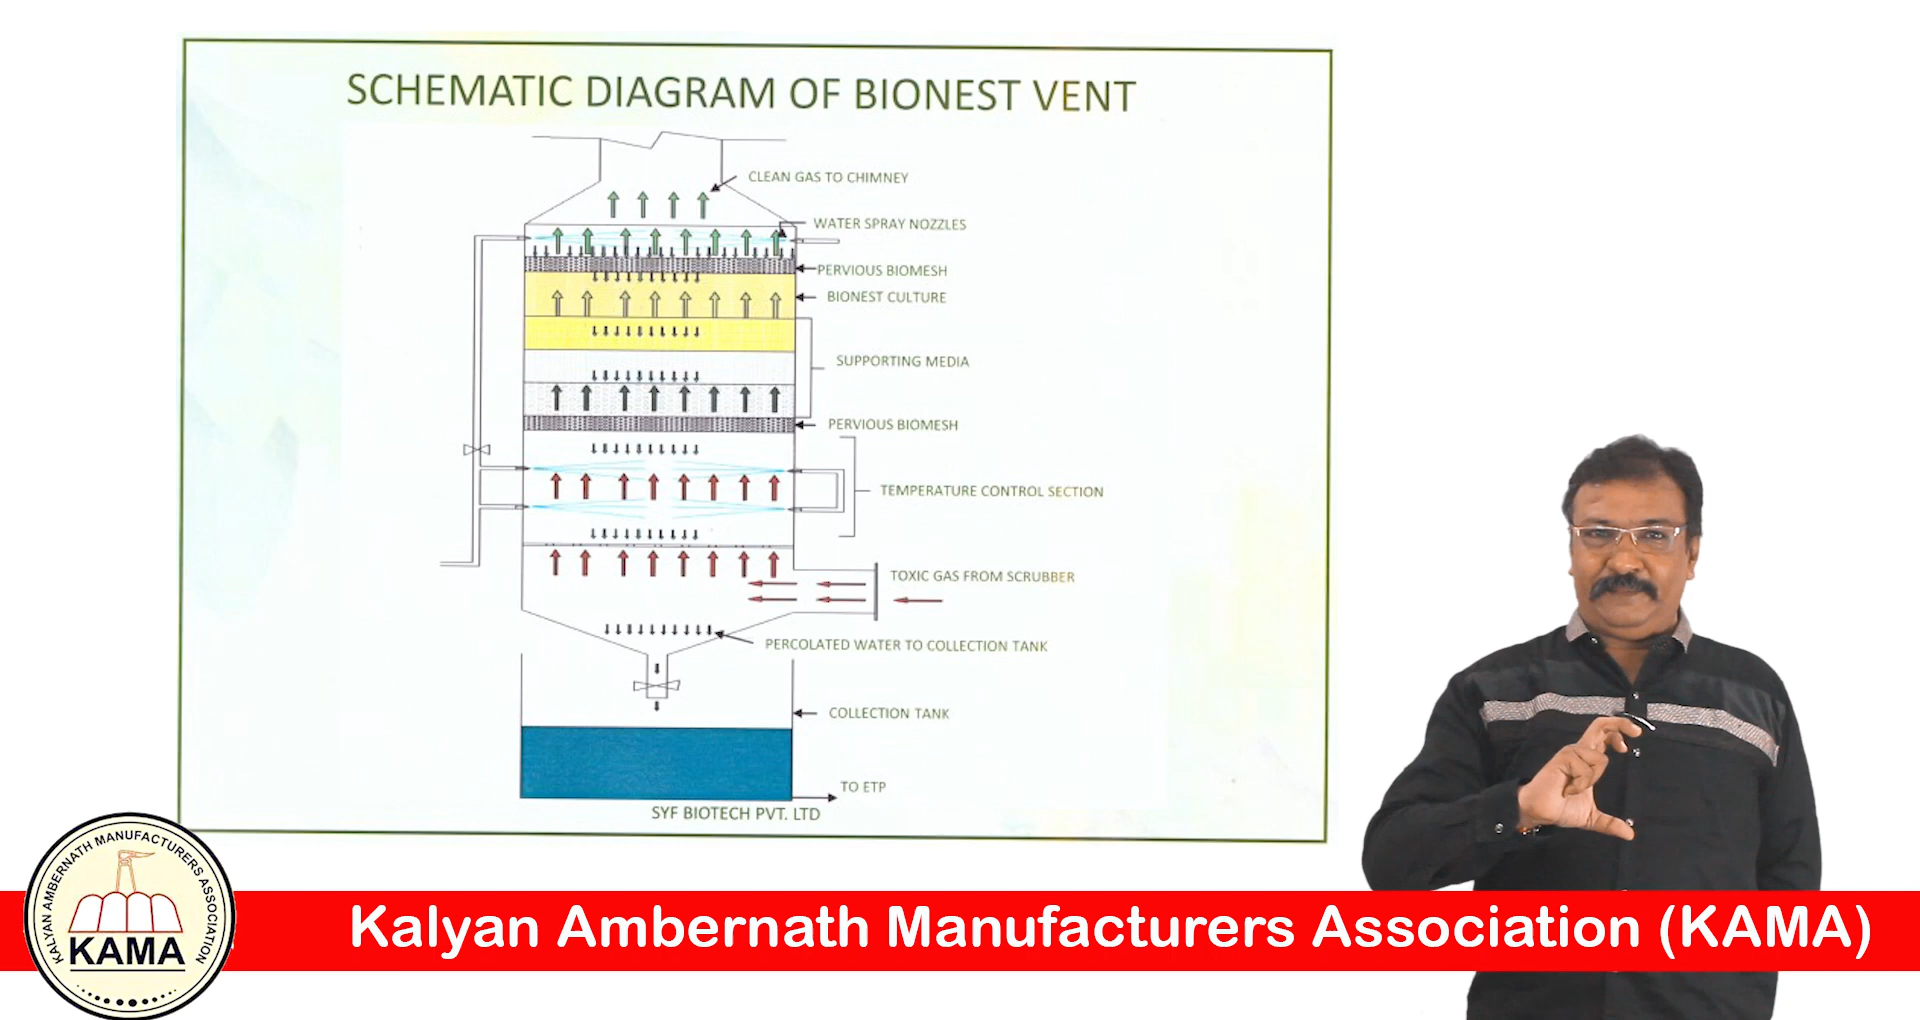 SCHEMATIC DIAGRAM OF BIONEST VENT
CLEAN GAS TO CHIMNEY
WATER SPRAY NOZZLES
PERVIOUS BIOMESH
BIONEST CULTURE
SUPPORTING MEDIA
PERVIOUS BIOMESH
TEMPERATURE CONTROL SECTION
TOXIC GAS FROM SCRUBBER
PERCOLATED WATER TO COLLECTION TANK
COLLECTION TANK
TO ETP
SYF BIOTECH PVT. LTD
KALYAN AMBERNATH MANUFACTURERS ASSOCIATION
KAMA
Kalyan Ambernath Manufacturers Association (KAMA)